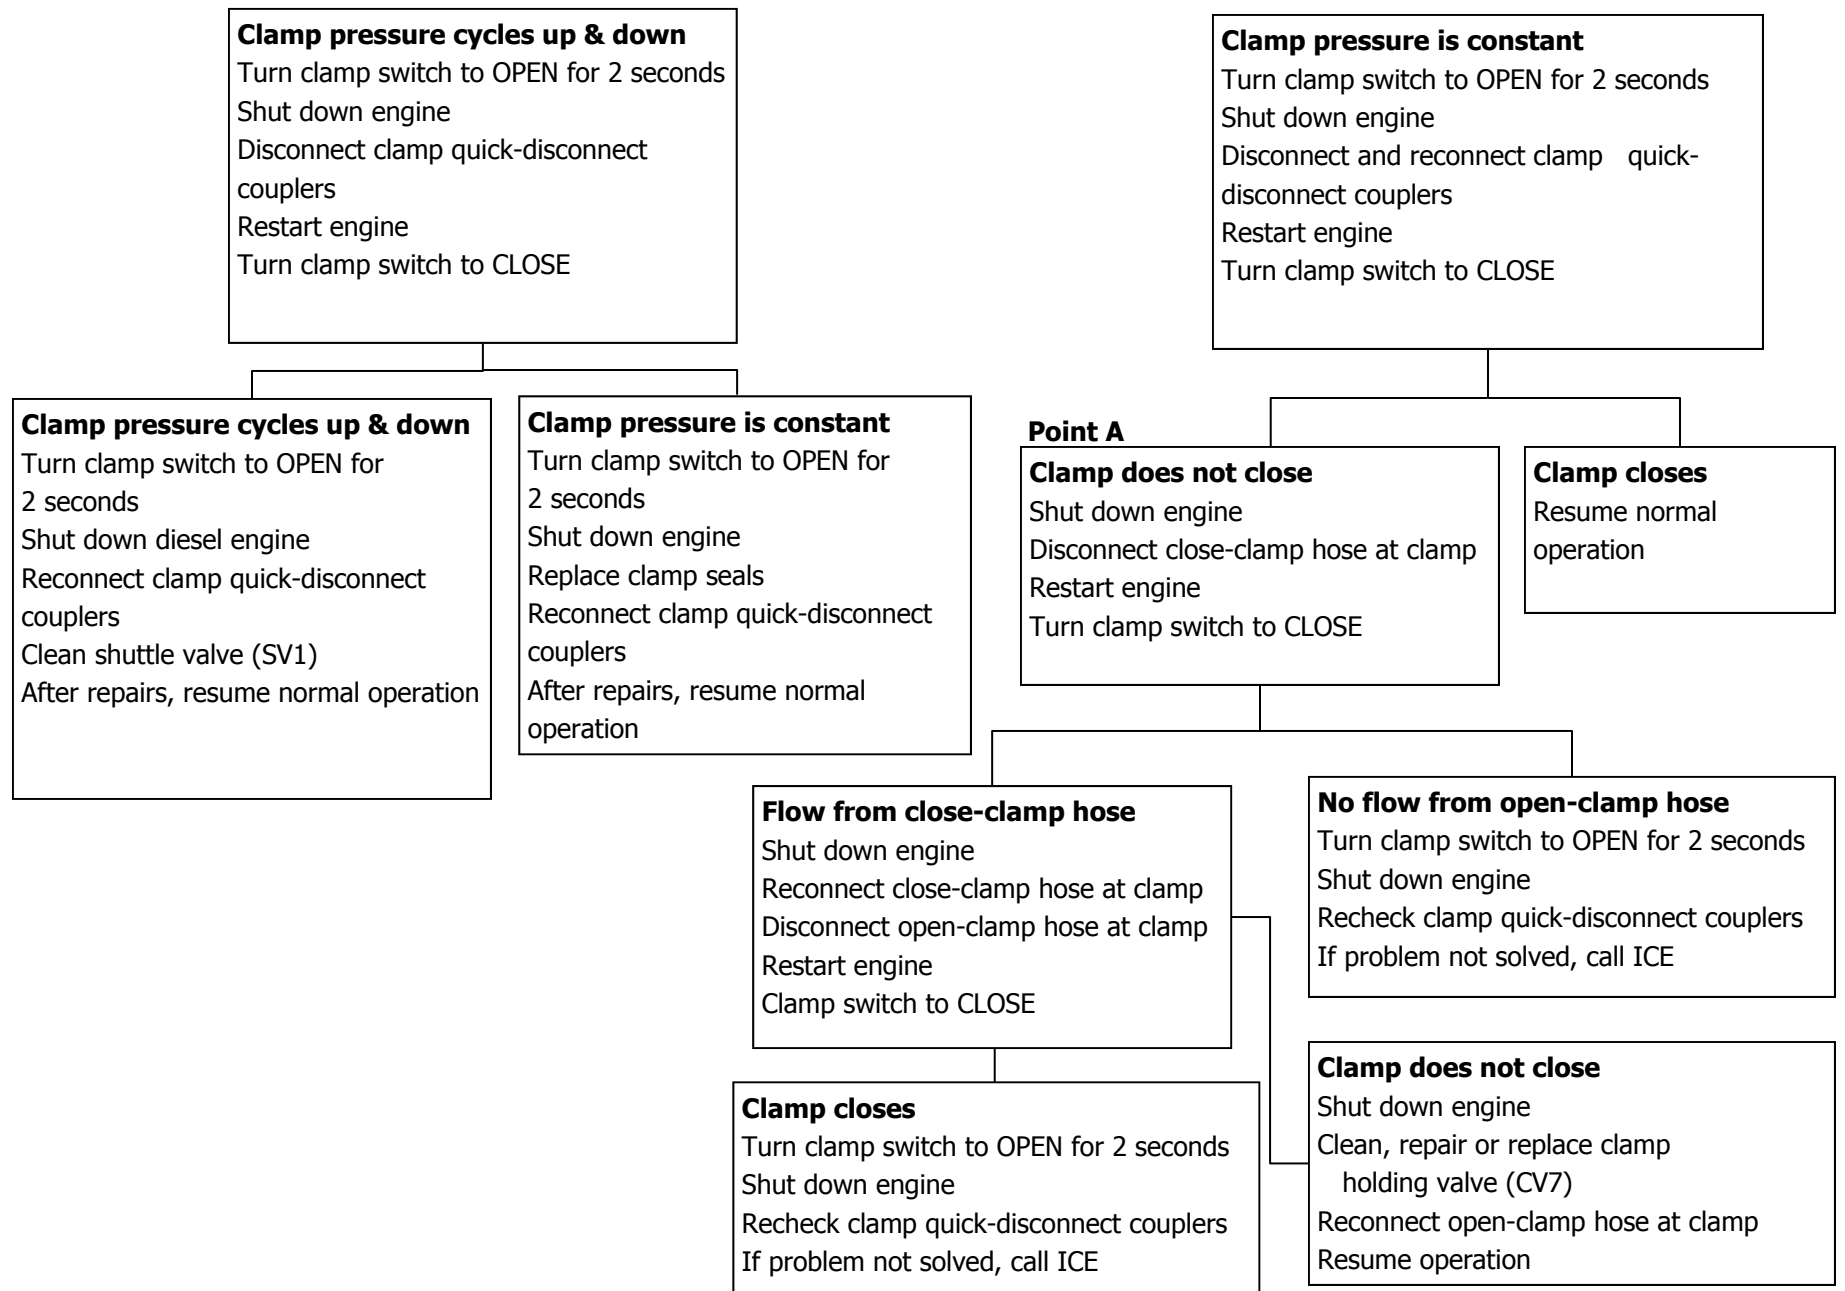 Clamp pressure cycles up & down
Turn clamp switch to OPEN for 2 seconds
Shut down engine
Disconnect clamp quick-disconnect
couplers
Restart engine
Turn clamp switch to CLOSE
Clamp pressure is constant
Turn clamp switch to OPEN for 2 seconds
Shut down engine
Disconnect and reconnect clamp quick-
disconnect couplers
Restart engine
Turn clamp switch to CLOSE
Clamp pressure cycles up & down
Turn clamp switch to OPEN for
2 seconds
Shut down diesel engine
Reconnect clamp quick-disconnect
couplers
Clean shuttle valve (SV1)
After repairs, resume normal operation
Clamp pressure is constant
Turn clamp switch to OPEN for
2 seconds
Shut down engine
Replace clamp seals
Reconnect clamp quick-disconnect
couplers
After repairs, resume normal
operation
Point A
Clamp does not close
Shut down engine
Disconnect close-clamp hose at clamp
Restart engine
Turn clamp switch to CLOSE
Clamp closes
Resume normal
operation
Flow from close-clamp hose
Shut down engine
Reconnect close-clamp hose at clamp
Disconnect open-clamp hose at clamp
Restart engine
Clamp switch to CLOSE
No flow from open-clamp hose
Turn clamp switch to OPEN for 2 seconds
Shut down engine
Recheck clamp quick-disconnect couplers
If problem not solved, call ICE
Clamp closes
Turn clamp switch to OPEN for 2 seconds
Shut down engine
Recheck clamp quick-disconnect couplers
If problem not solved, call ICE
Clamp does not close
Shut down engine
Clean, repair or replace clamp
holding valve (CV7)
Reconnect open-clamp hose at clamp
Resume operation